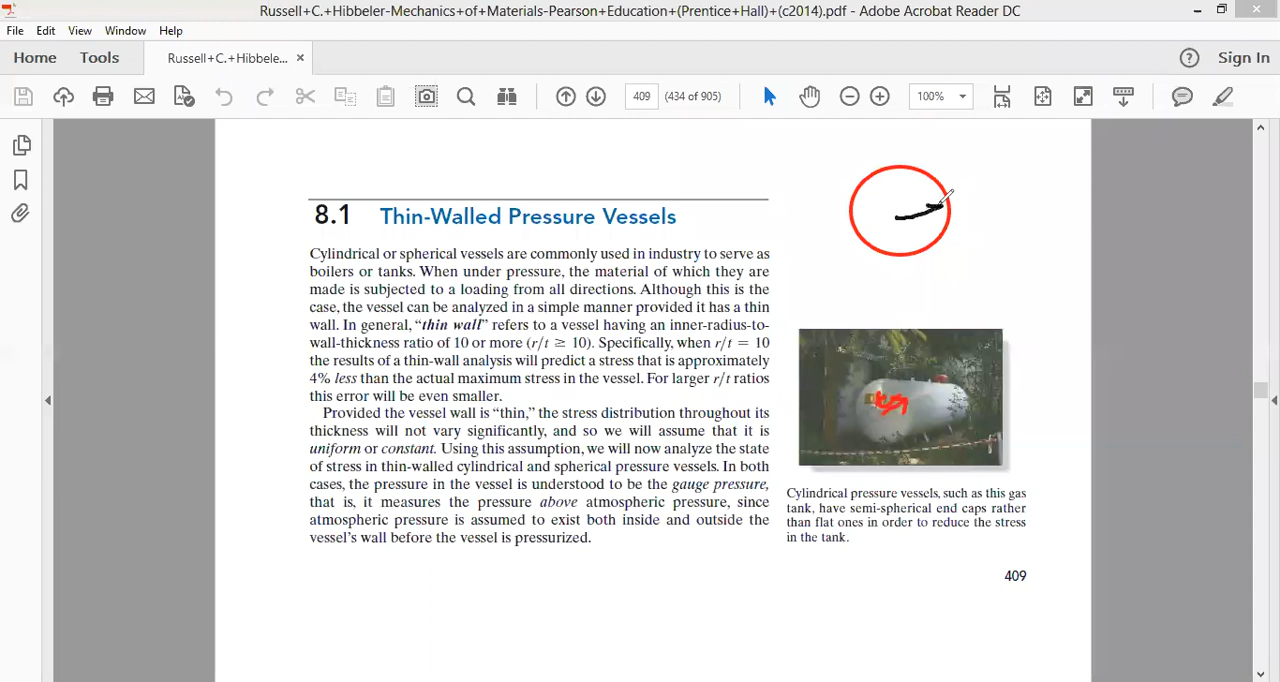 Russell+C.+Hibbeler-Mechanics+of+Materials-Pearson+Education+(Prentice+Hall)+(c2014).pdf - Adobe Acrobat Reader DC
File Edit View Window Help
Home Tools Russell+C.+Hibbele... × Sign In
409 (434 of 905) 100%
8.1 Thin-Walled Pressure Vessels
Cylindrical or spherical vessels are commonly used in industry to serve as
boilers or tanks. When under pressure, the material of which they are
made is subjected to a loading from all directions. Although this is the
case, the vessel can be analyzed in a simple manner provided it has a thin
wall. In general, “thin wall” refers to a vessel having an inner-radius-to-
wall-thickness ratio of 10 or more (r/t ≥ 10). Specifically, when r/t = 10
the results of a thin-wall analysis will predict a stress that is approximately
4% less than the actual maximum stress in the vessel. For larger r/t ratios
this error will be even smaller.
Provided the vessel wall is “thin,” the stress distribution throughout its
thickness will not vary significantly, and so we will assume that it is
uniform or constant. Using this assumption, we will now analyze the state
of stress in thin-walled cylindrical and spherical pressure vessels. In both
cases, the pressure in the vessel is understood to be the gauge pressure,
that is, it measures the pressure above atmospheric pressure, since
atmospheric pressure is assumed to exist both inside and outside the
vessel’s wall before the vessel is pressurized.
Cylindrical pressure vessels, such as this gas
tank, have semi-spherical end caps rather
than flat ones in order to reduce the stress
in the tank.
409